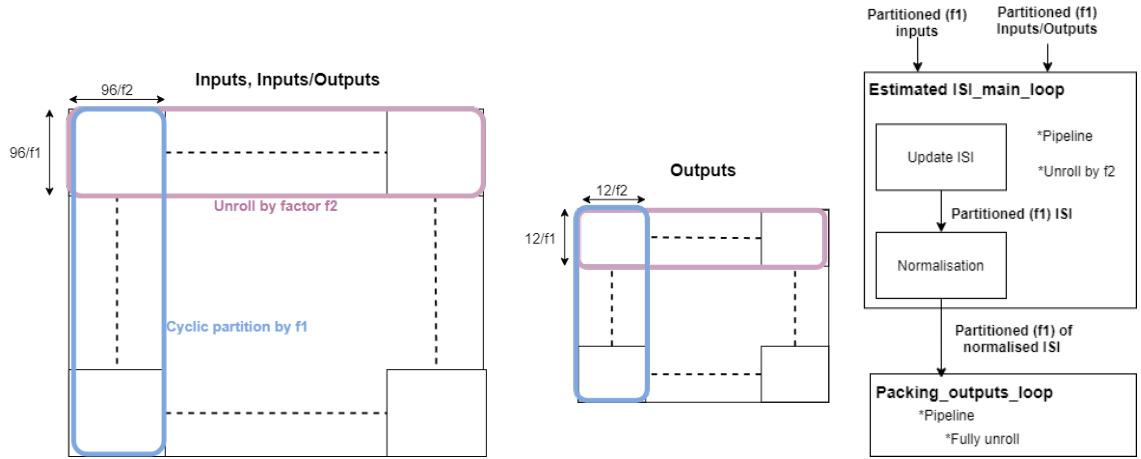 Inputs, Inputs/Outputs
96/f2
96/f1
Unroll by factor f2
Cyclic partition by f1
Outputs
12/f2
12/f1
Partitioned (f1)
inputs
Partitioned (f1)
Inputs/Outputs
Estimated ISI_main_loop
Update ISI
*Pipeline
*Unroll by f2
Partitioned (f1) ISI
Normalisation
Partitioned (f1) of
normalised ISI
Packing_outputs_loop
*Pipeline
*Fully unroll